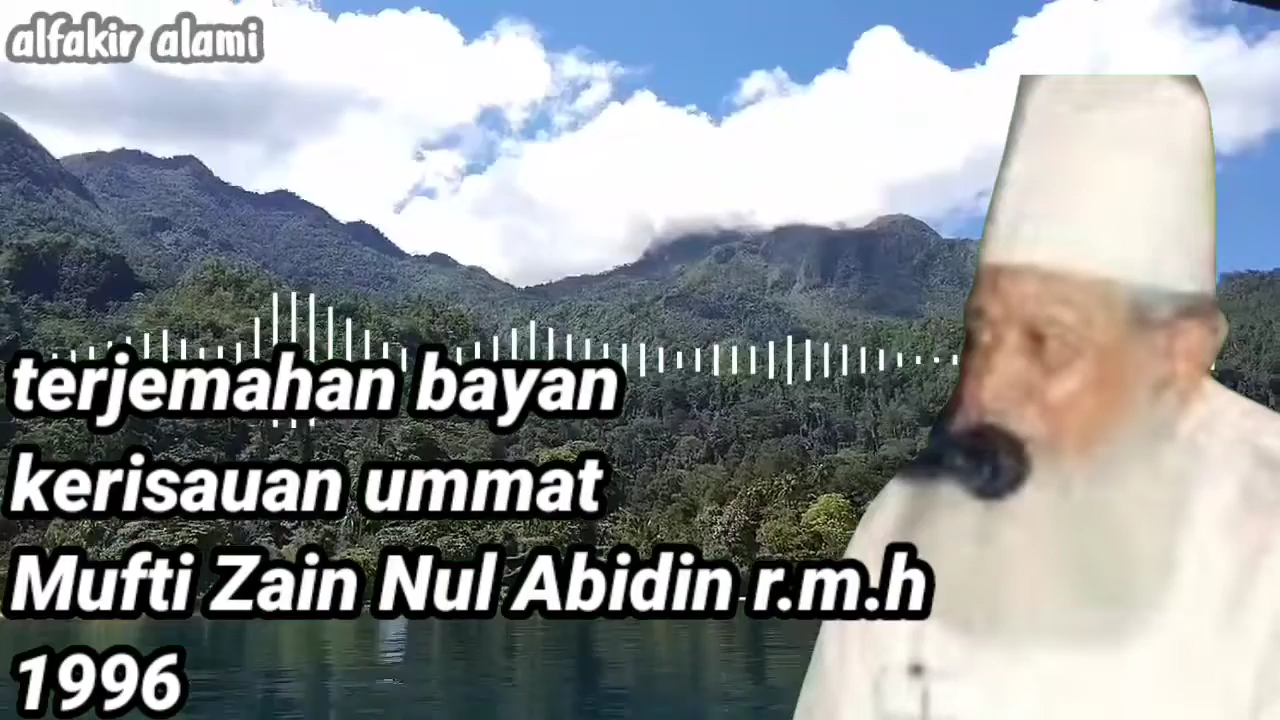 alfakir alami
terjemahan bayan
kerisauan ummat
Mufti Zain Nul Abidin r.m.h
1996